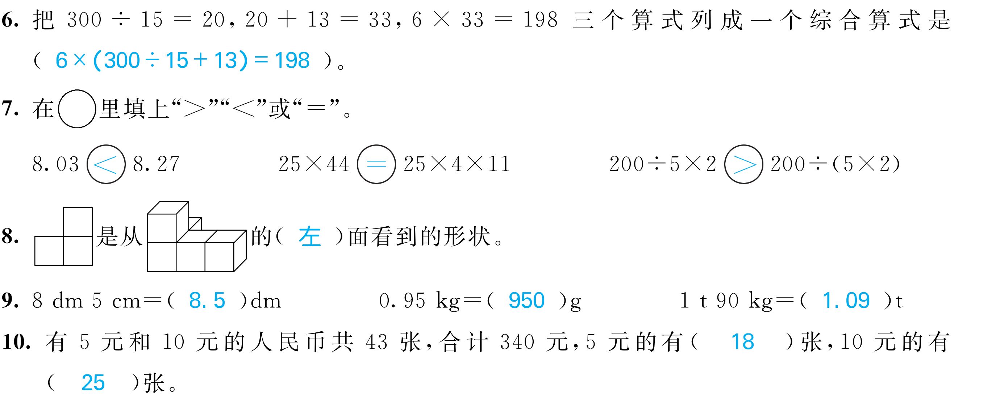 6. 把 300 ÷ 15 = 20, 20 + 13 = 33, 6 × 33 = 198 三个算式列成一个综合算式是
( 6×(300÷15+13)=198 )。
7. 在○里填上“>”“<”或“=”。
8.03 < 8.27 25×44 = 25×4×11 200÷5×2 > 200÷(5×2)
8. 是从 的( 左 )面看到的形状。
9. 8 dm 5 cm=( 8.5 )dm 0.95 kg=( 950 )g 1 t 90 kg=( 1.09 )t
10. 有 5 元和 10 元的人民币共 43 张,合计 340 元,5 元的有( 18 )张,10 元的有
( 25 )张。